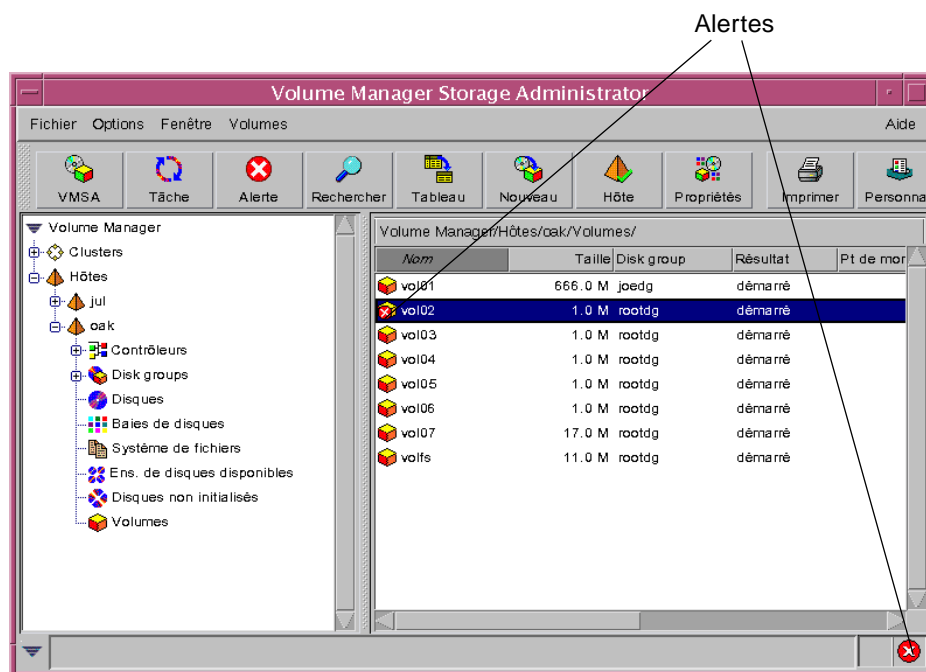 Alertes
Volume Manager Storage Administrator
Fichier Options Fenêtre Volumes Aide
VMSA Tâche Alerte Rechercher Tableau Nouveau Hôte Propriétés Imprimer Personna
Volume Manager
Clusters
Hôtes
jul
oak
Contrôleurs
Disk groups
Disques
Baies de disques
Système de fichiers
Ens. de disques disponibles
Disques non initialisés
Volumes
Volume Manager/Hôtes/oak/Volumes/
Nom Taille Disk group Résultat Pt de mor
vol01 666.0 M joedg démarré
vol02 1.0 M rootdg démarré
vol03 1.0 M rootdg démarré
vol04 1.0 M rootdg démarré
vol05 1.0 M rootdg démarré
vol06 1.0 M rootdg démarré
vol07 17.0 M rootdg démarré
volfs 11.0 M rootdg démarré